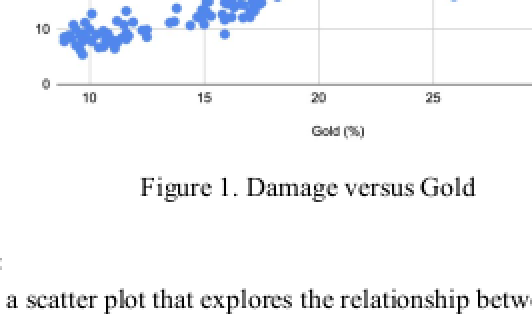 10
0
10 15 20 25
Gold (%)
Figure 1. Damage versus Gold
:
a scatter plot that explores the relationship betw